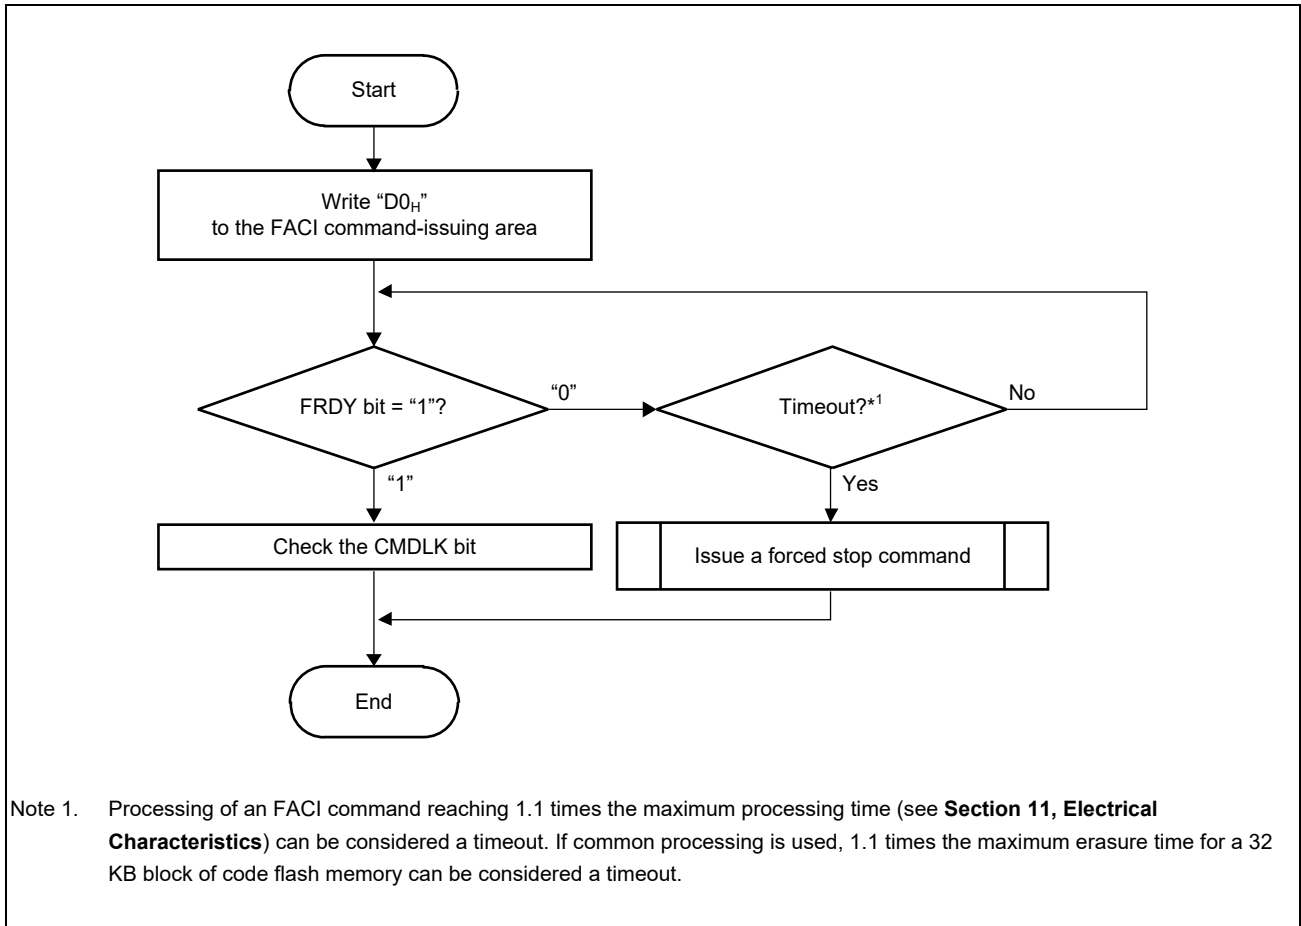 Start
Write “D0H”
to the FACI command-issuing area
FRDY bit = “1”?
“0”
Timeout?*1
No
“1”
Yes
Check the CMDLK bit
Issue a forced stop command
End
Note 1. Processing of an FACI command reaching 1.1 times the maximum processing time (see Section 11, Electrical
Characteristics) can be considered a timeout. If common processing is used, 1.1 times the maximum erasure time for a 32
KB block of code flash memory can be considered a timeout.